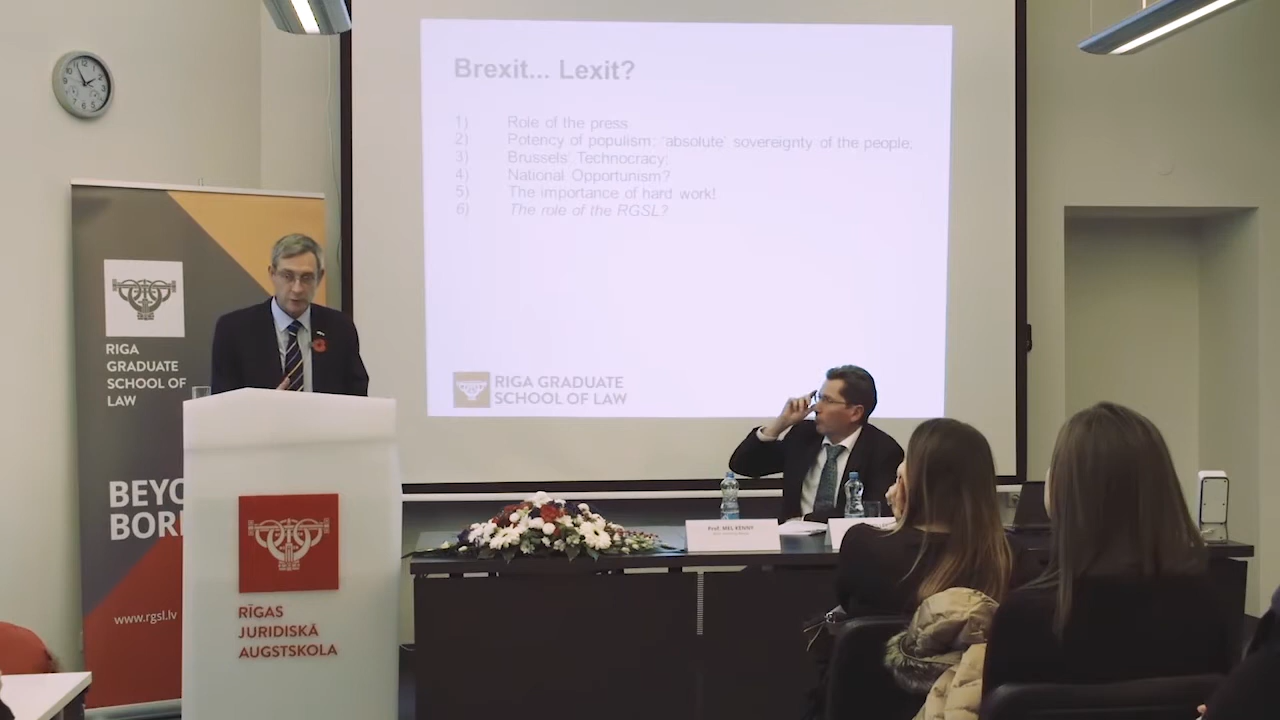 Brexit... Lexit?
1) Role of the press
2) Potency of populism: 'absolute' sovereignty of the people;
3) Brussels' Technocracy;
4) National Opportunism?
5) The importance of hard work!
6) The role of the RGSL?
RIGA GRADUATE
SCHOOL OF LAW
RIGA
GRADUATE
SCHOOL OF
LAW
BEYO
BOR
www.rgsl.lv
RĪGAS
JURIDISKĀ
AUGSTSKOLA
Prof. MEL KENNY